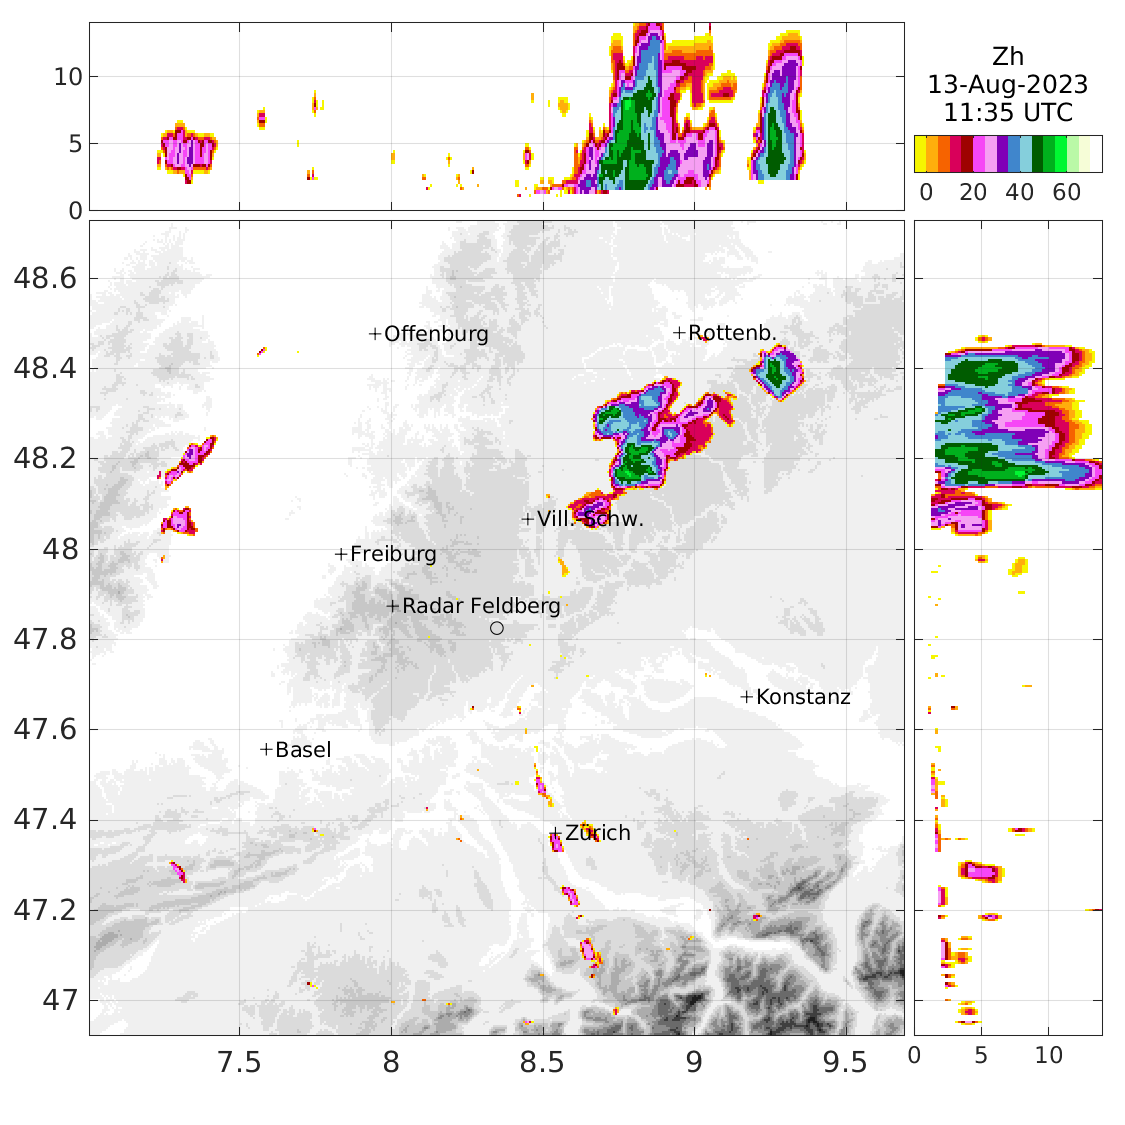 10
5
0
Zh
13-Aug-2023
11:35 UTC
0 20 40 60
48.6
48.4
48.2
48
47.8
47.6
47.4
47.2
47
+Offenburg
+Rottenb.
+Vill.-Schw.
+Freiburg
+Radar Feldberg
+Konstanz
+Basel
+Zürich
7.5 8 8.5 9 9.5
0 5 10